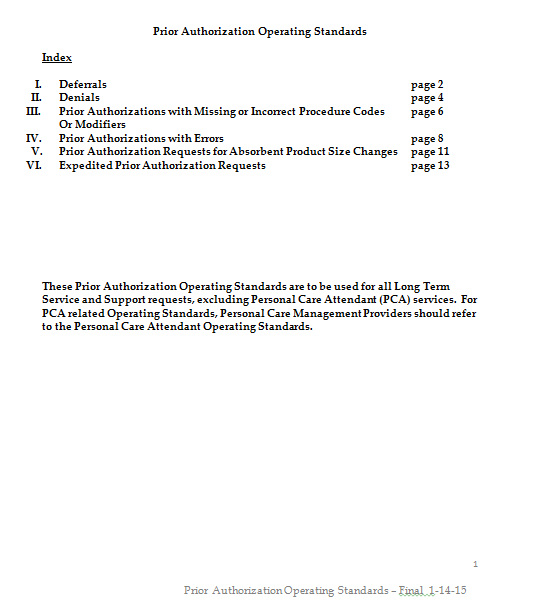 Prior Authorization Operating Standards
Index
I. Deferrals page 2
II. Denials page 4
III. Prior Authorizations with Missing or Incorrect Procedure Codes page 6
Or Modifiers
IV. Prior Authorizations with Errors page 8
V. Prior Authorization Requests for Absorbent Product Size Changes page 11
VI. Expedited Prior Authorization Requests page 13
These Prior Authorization Operating Standards are to be used for all Long Term
Service and Support requests, excluding Personal Care Attendant (PCA) services. For
PCA related Operating Standards, Personal Care Management Providers should refer
to the Personal Care Attendant Operating Standards.
1
Prior Authorization Operating Standards – Final 1-14-15